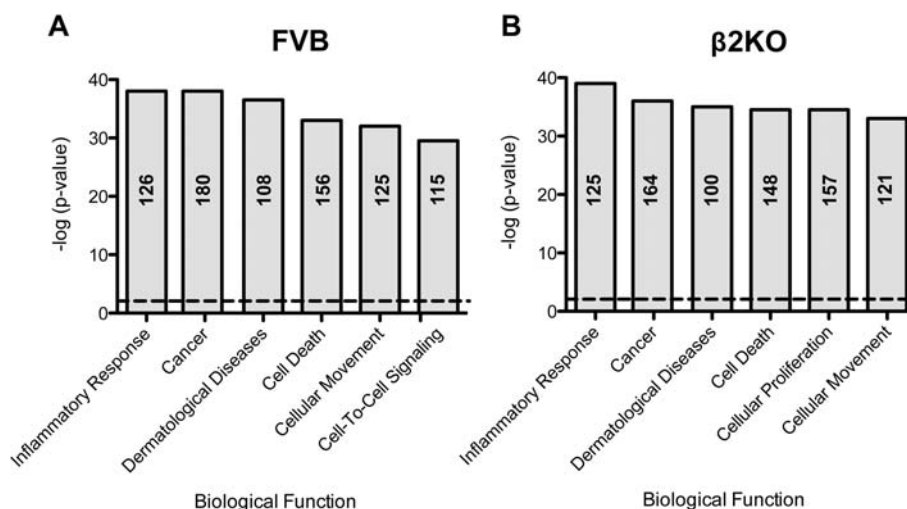 A
FVB
-log (p-value)
40
30
20
10
0
126
180
108
156
125
115
Inflammatory Response
Cancer
Dermatological Diseases
Cell Death
Cellular Movement
Cell-To-Cell Signaling
Biological Function
B
β2KO
-log (p-value)
40
30
20
10
0
125
164
100
148
157
121
Inflammatory Response
Cancer
Dermatological Diseases
Cell Death
Cellular Proliferation
Cellular Movement
Biological Function